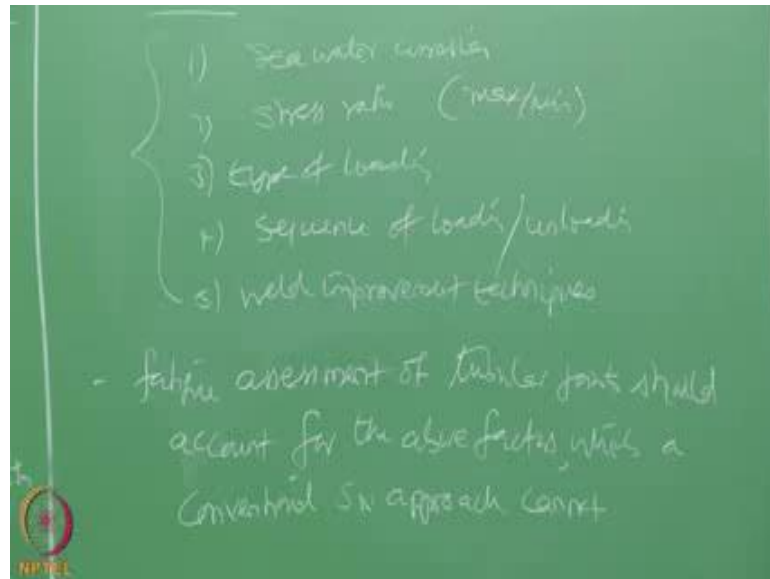 1) Sea water corrosion
2) stress ratio (max/min)
3) type of loading
4) sequence of loading/unloading
5) weld improvement techniques
- fatigue assessment of tubular joints should
account for the above factors, which a
conventional SN approach cannot
NPTEL